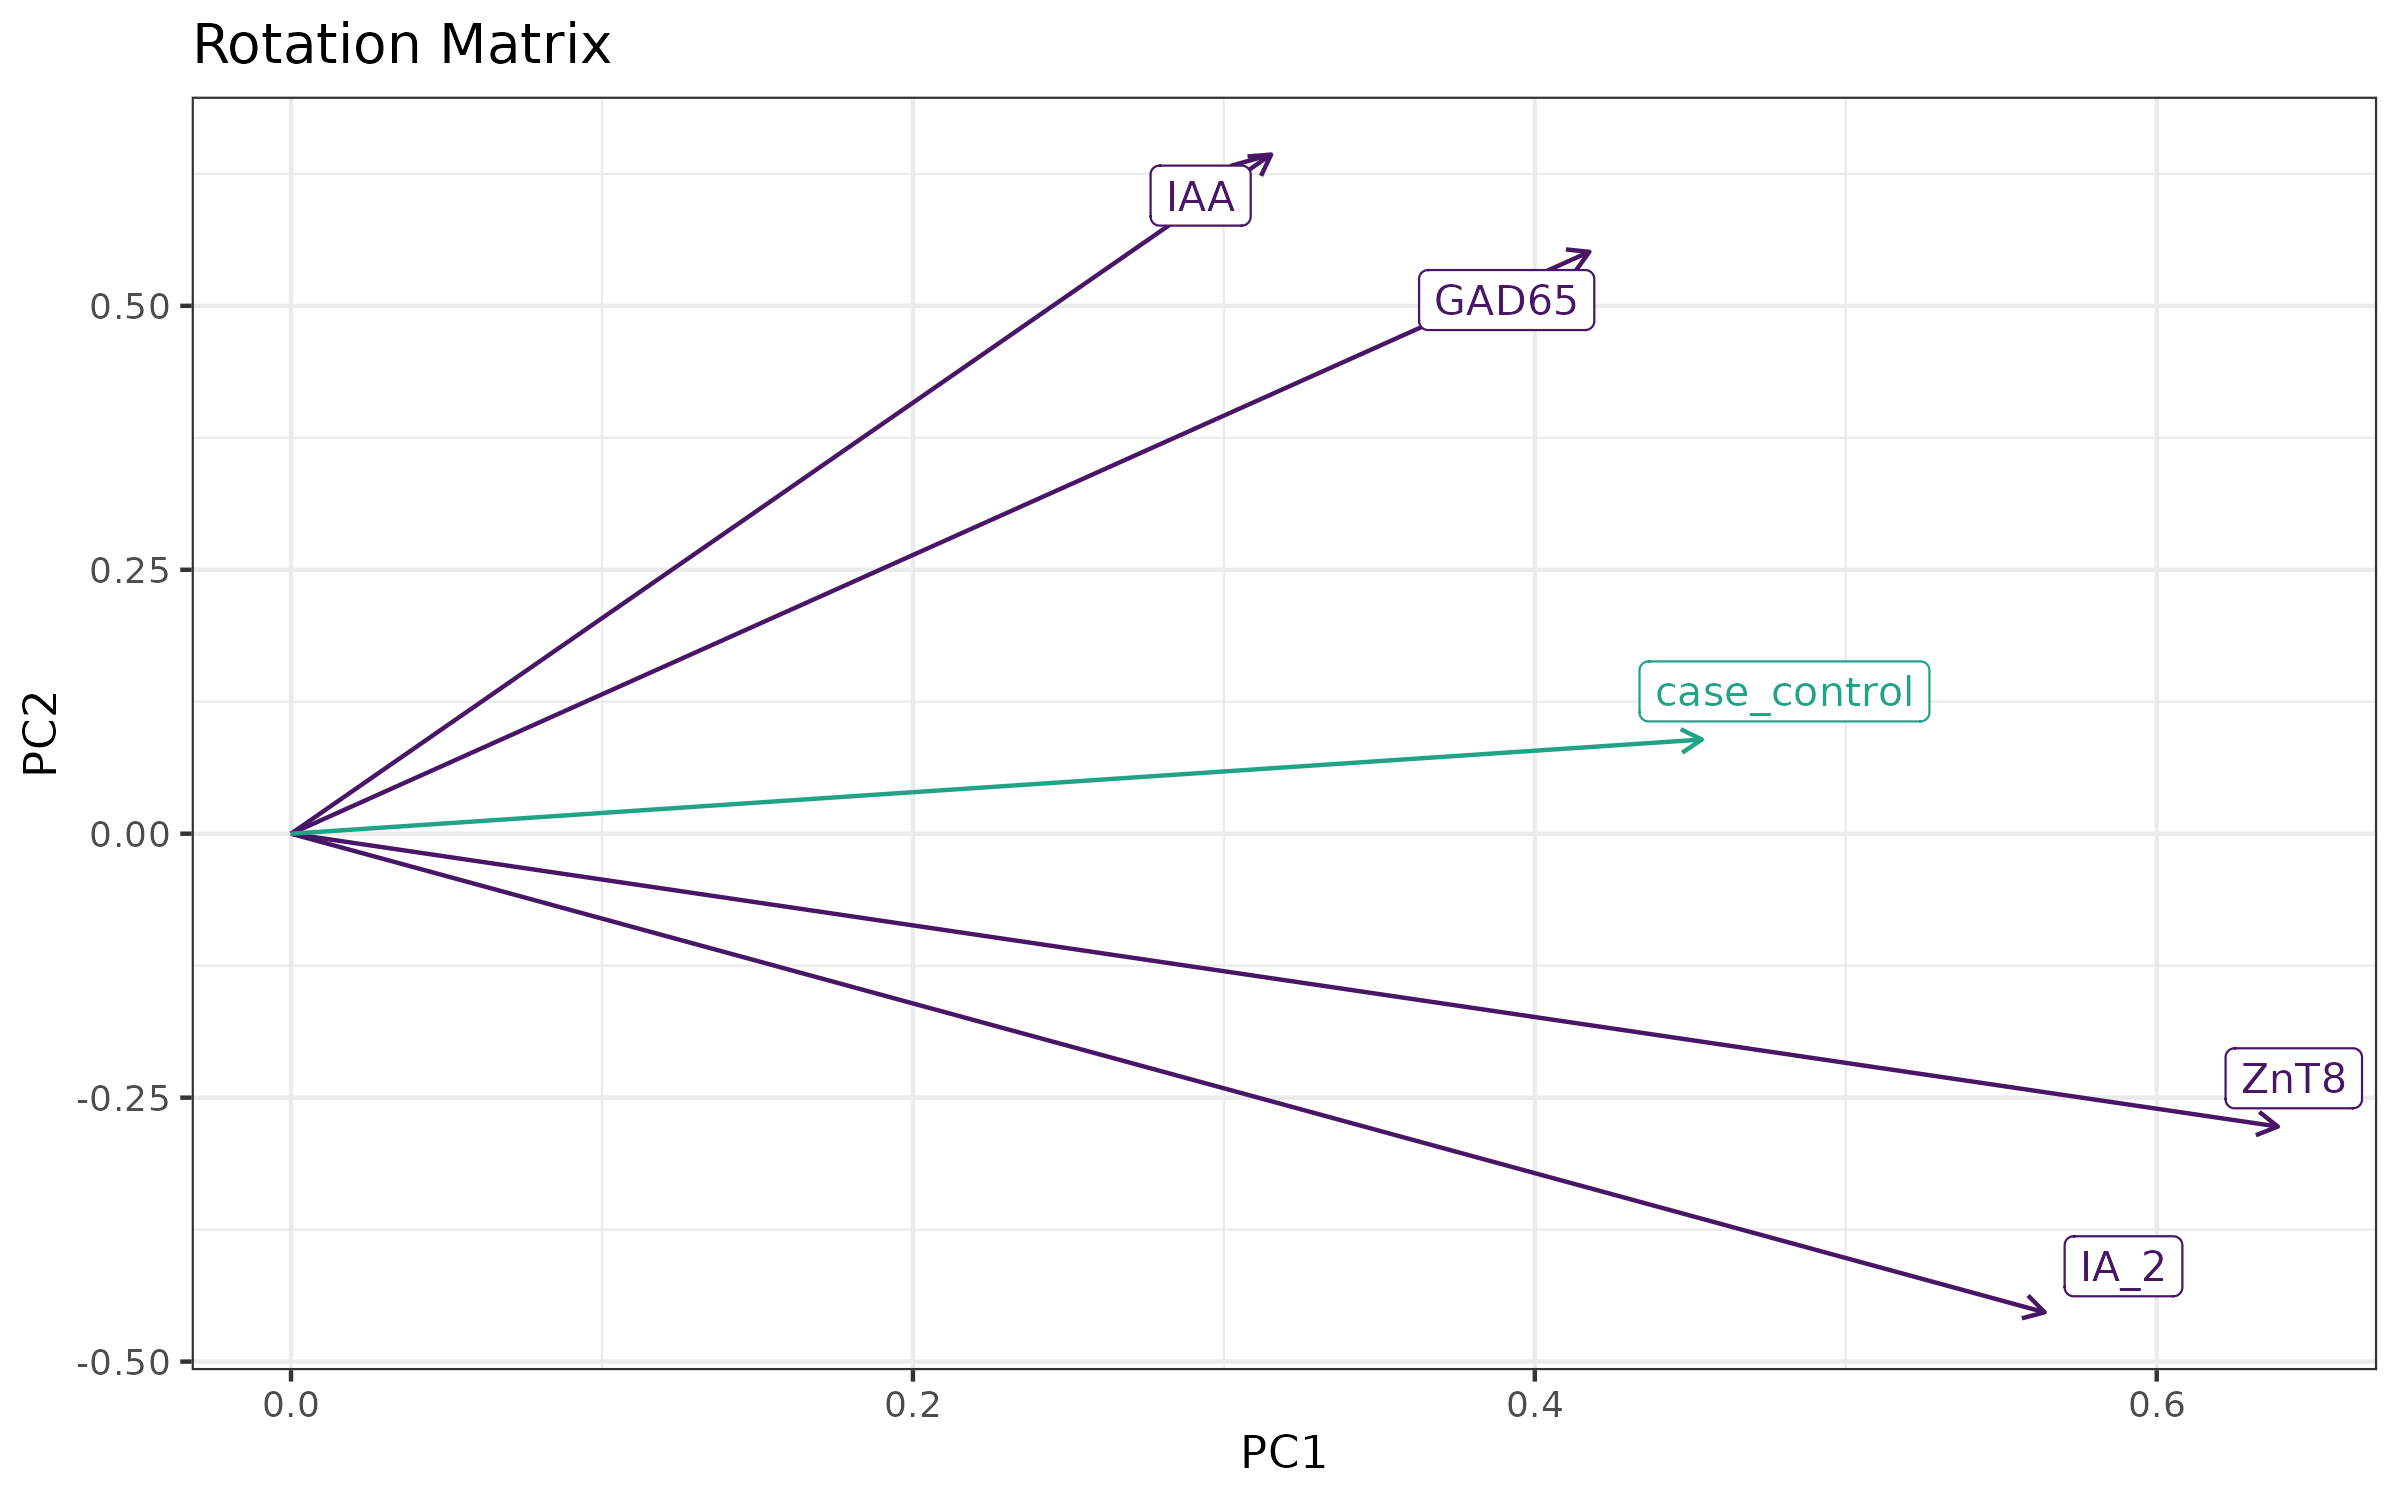 Rotation Matrix
IAA
GAD65
case_control
ZnT8
IA_2
PC2
0.50
0.25
0.00
-0.25
-0.50
0.0
0.2
0.4
0.6
PC1